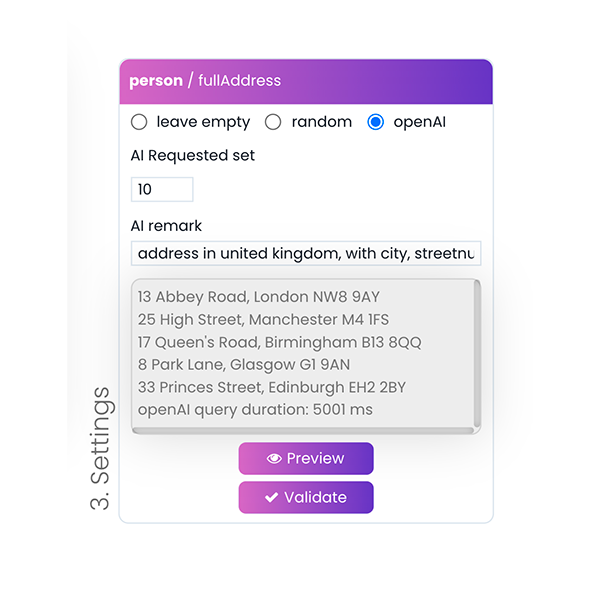 person / fullAddress
leave empty random openAI
AI Requested set
10
AI remark
address in united kingdom, with city, streetnu
13 Abbey Road, London NW8 9AY
25 High Street, Manchester M4 1FS
17 Queen's Road, Birmingham B13 8QQ
8 Park Lane, Glasgow G1 9AN
33 Princes Street, Edinburgh EH2 2BY
openAI query duration: 5001 ms
3. Settings
Preview
Validate